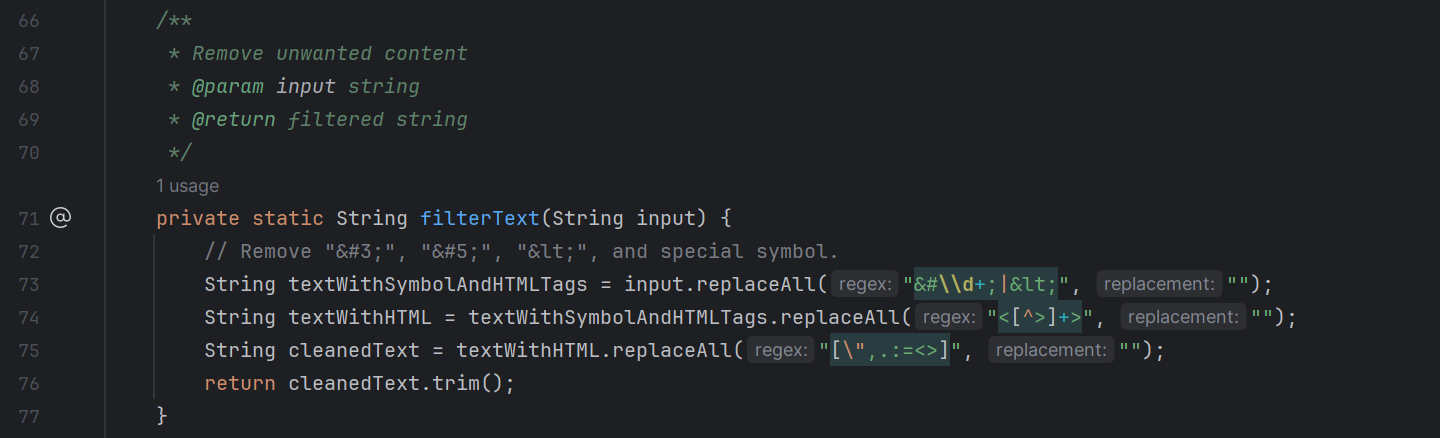 66 /**
67 * Remove unwanted content
68 * @param input string
69 * @return filtered string
70 */
1 usage
71 @ private static String filterText(String input) {
72 // Remove "&#3;", "&#5;", "&lt;", and special symbol.
73 String textWithSymbolAndHTMLTags = input.replaceAll( regex: "&#\\d+;|&lt;", replacement: "");
74 String textWithHTML = textWithSymbolAndHTMLTags.replaceAll( regex: "<[^>]+>", replacement: "");
75 String cleanedText = textWithHTML.replaceAll( regex: "[\",.:=<>]", replacement: "");
76 return cleanedText.trim();
77 }